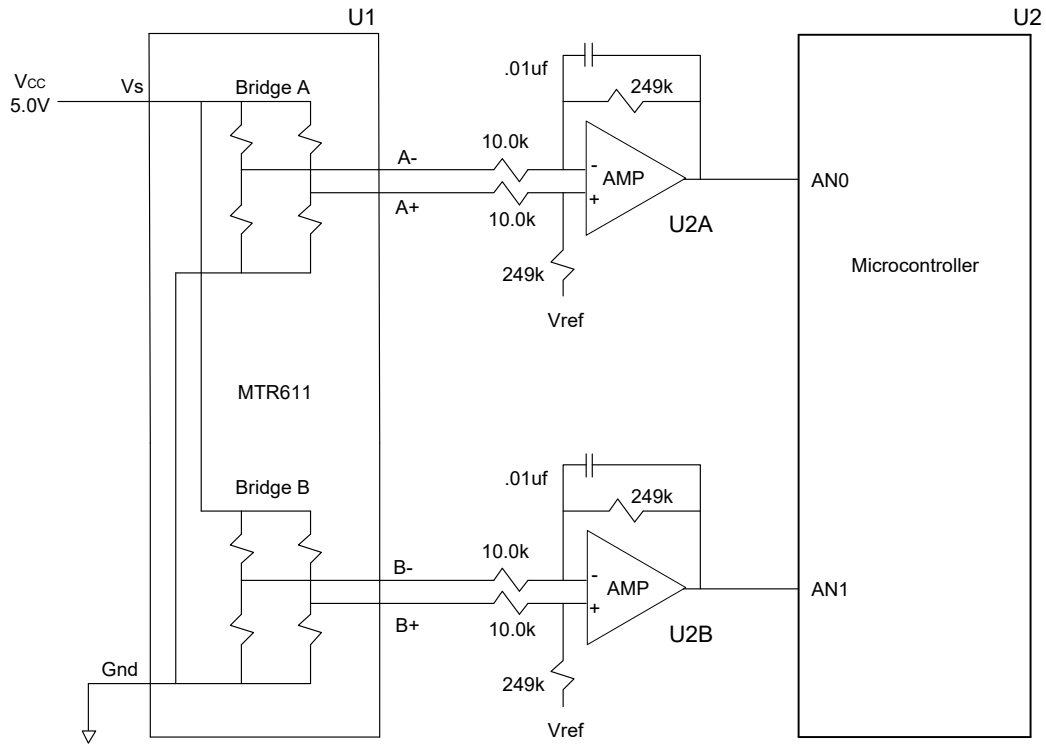 U1
U2
Vcc
5.0V
Vs
Bridge A
.01uf
249k
10.0k
A-
-
AMP
+
A+
10.0k
U2A
AN0
249k
Vref
Microcontroller
MTR611
Bridge B
.01uf
249k
10.0k
B-
-
AMP
+
B+
10.0k
U2B
AN1
Gnd
249k
Vref